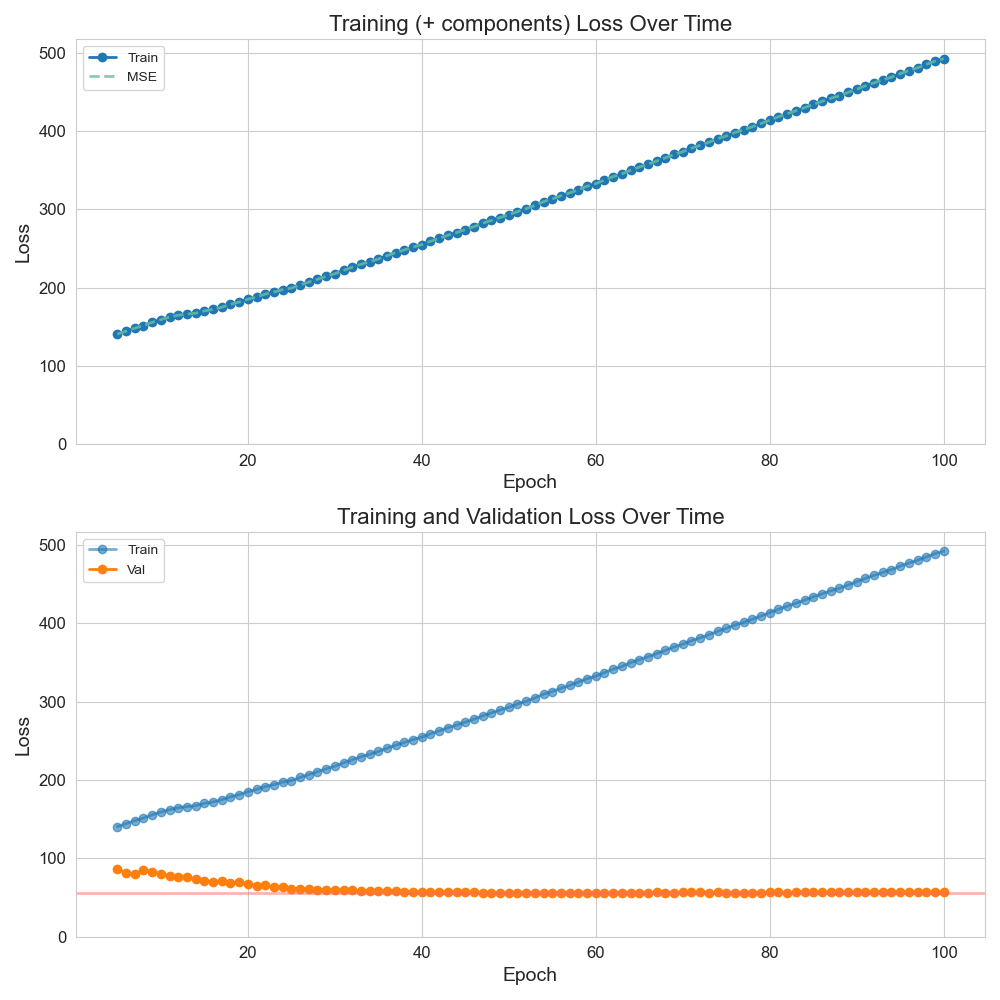 Training (+ components) Loss Over Time
500
400
300
200
100
0
Loss
Train
MSE
20 40 60 80 100
Epoch
Training and Validation Loss Over Time
500
400
300
200
100
0
Loss
Train
Val
20 40 60 80 100
Epoch